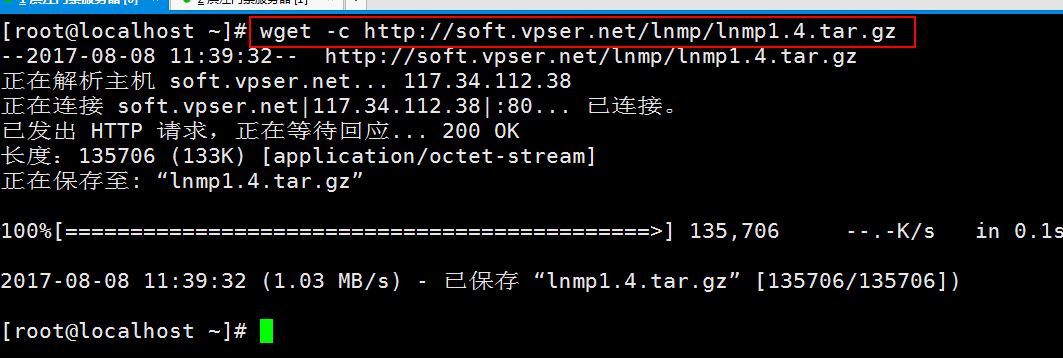 [root@localhost ~]# wget -c http://soft.vpser.net/lnmp/lnmp1.4.tar.gz
--2017-08-08 11:39:32--  http://soft.vpser.net/lnmp/lnmp1.4.tar.gz
正在解析主机 soft.vpser.net... 117.34.112.38
正在连接 soft.vpser.net|117.34.112.38|:80... 已连接。
已发出 HTTP 请求，正在等待回应... 200 OK
长度：135706 (133K) [application/octet-stream]
正在保存至: “lnmp1.4.tar.gz”
100%[=============================================>] 135,706     --.-K/s   in 0.1s
2017-08-08 11:39:32 (1.03 MB/s) - 已保存 “lnmp1.4.tar.gz” [135706/135706])
[root@localhost ~]#